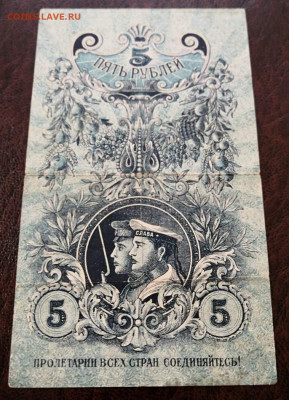 COINS.LAVE.RU
5
ПЯТЬ РУБЛЕЙ
СЛАВА
5 5
ПРОЛЕТАРИИ ВСЕХ СТРАН СОЕДИНЯЙТЕСЬ!